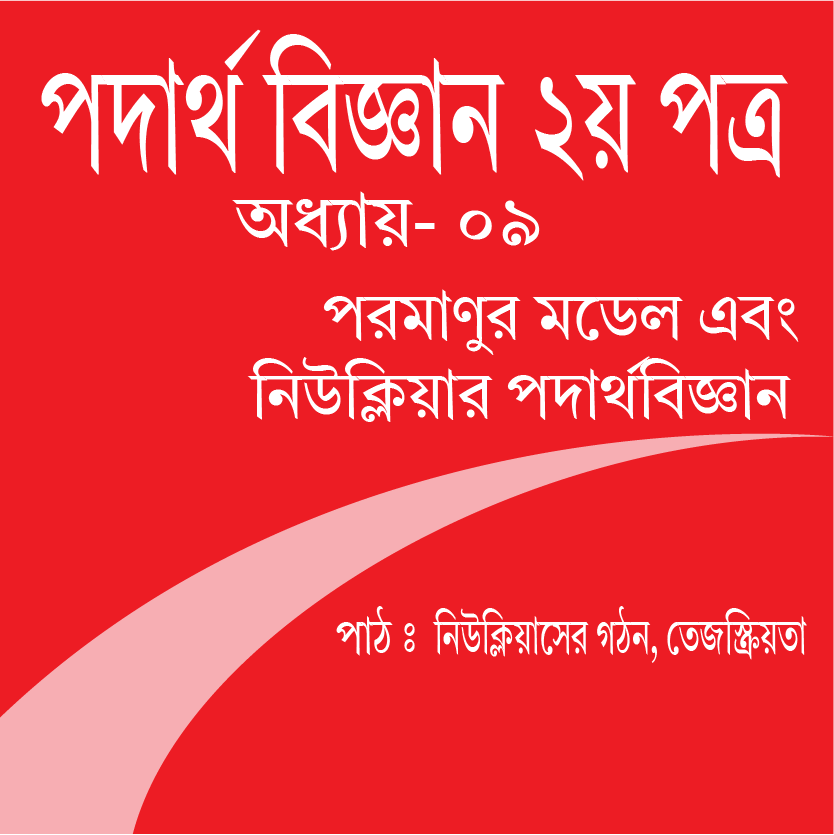 পদার্থ বিজ্ঞান ২য় পত্র
অধ্যায়- ০৯
পরমাণুর মডেল এবং
নিউক্লিয়ার পদার্থবিজ্ঞান
পাঠ ঃ নিউক্লিয়াসের গঠন, তেজস্ক্রিয়তা